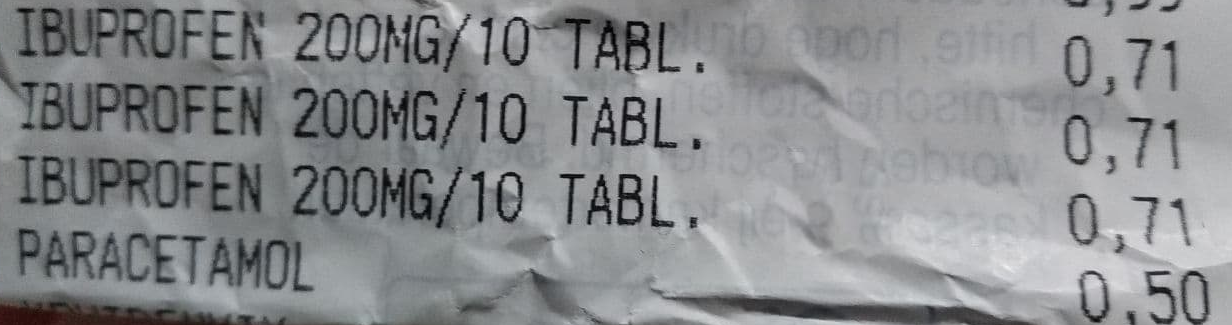 IBUPROFEN 200MG/10 TABL. 0,71
IBUPROFEN 200MG/10 TABL. 0,71
IBUPROFEN 200MG/10 TABL. 0,71
PARACETAMOL 0,50